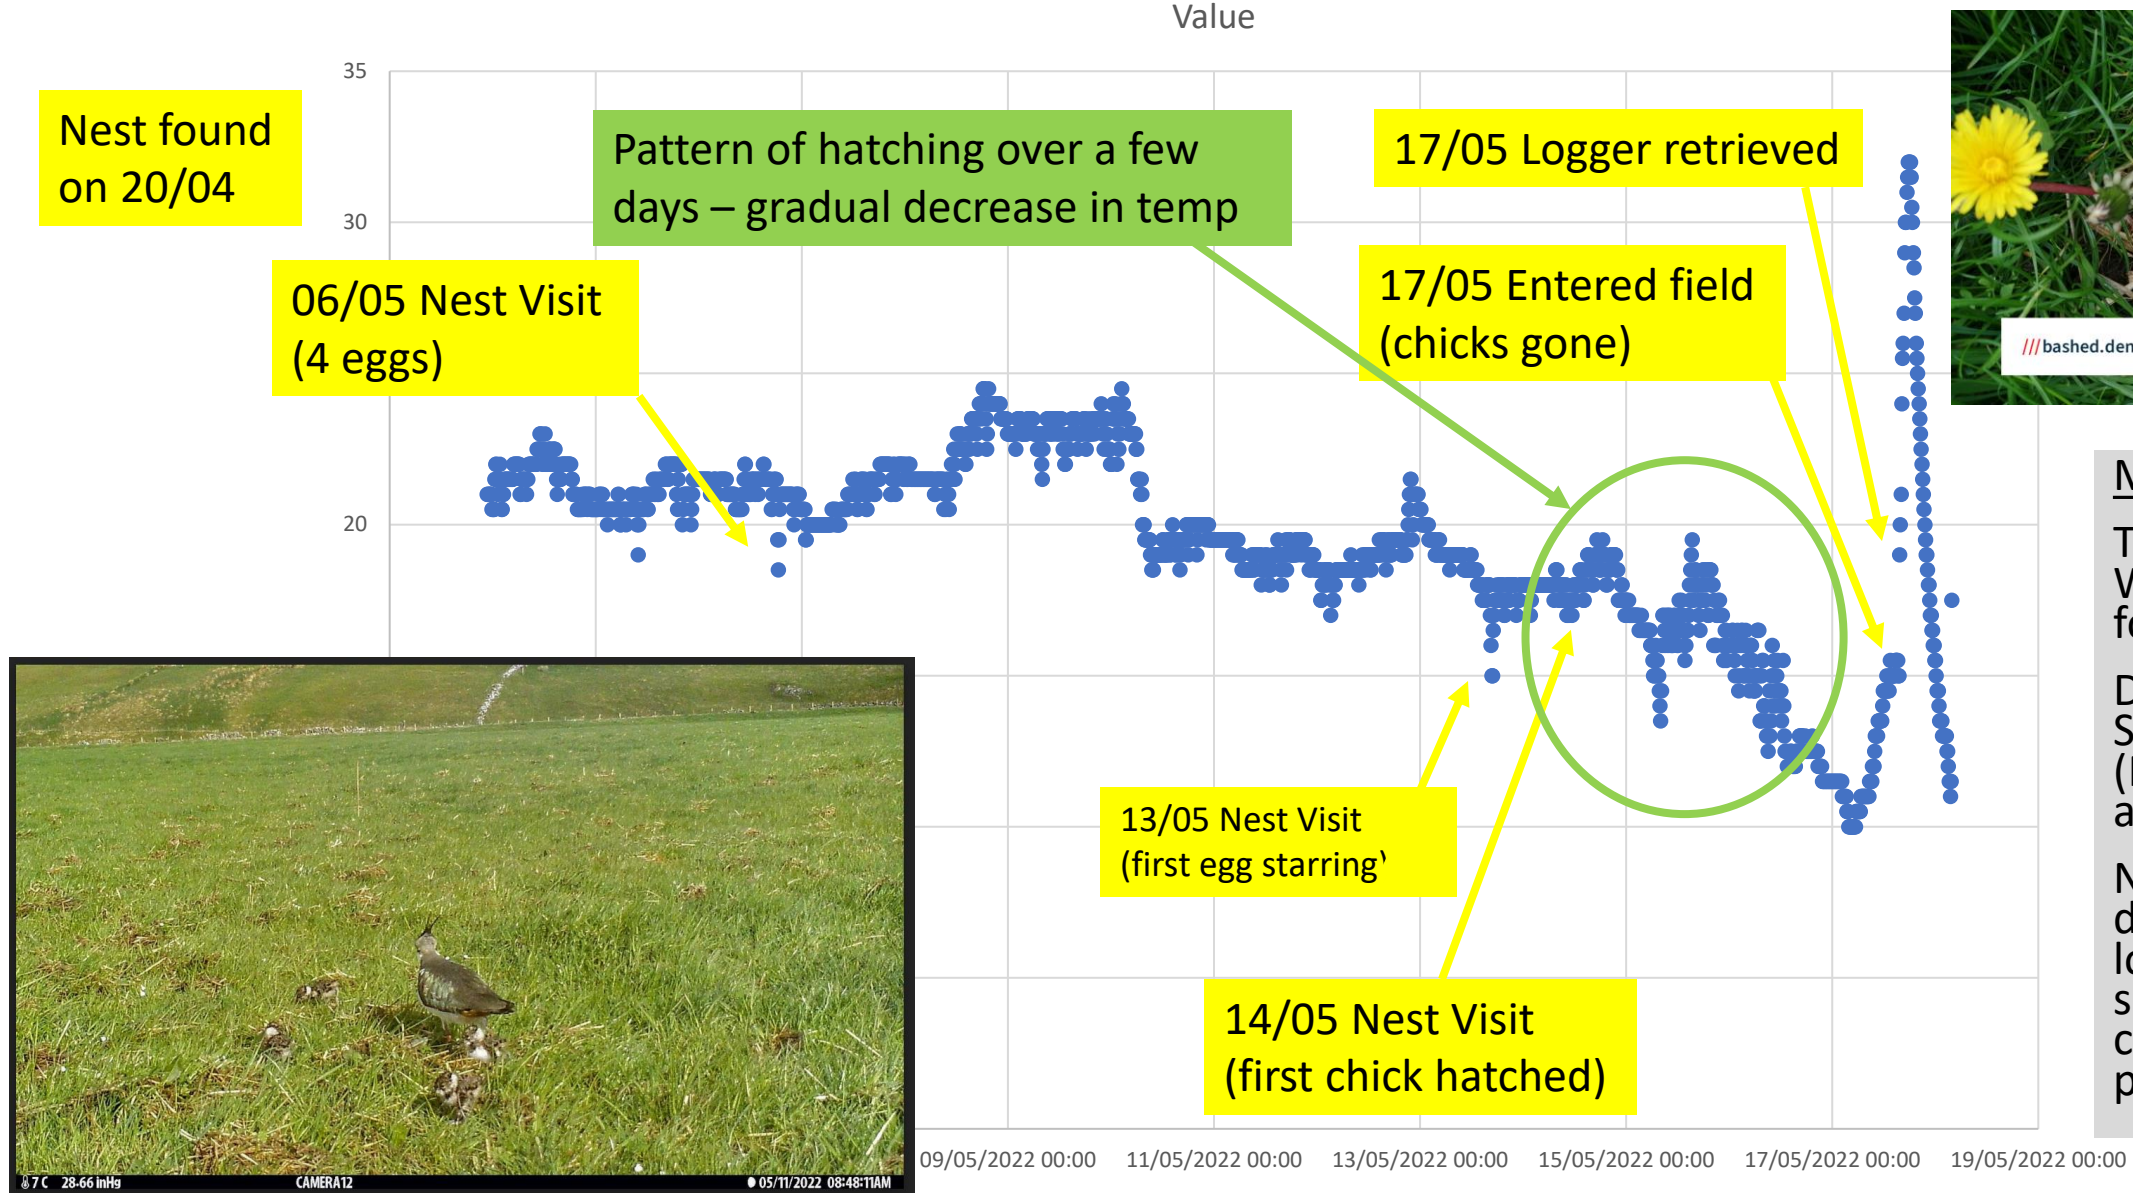 Value
35
30
20
Nest found
on 20/04
06/05 Nest Visit
(4 eggs)
Pattern of hatching over a few
days – gradual decrease in temp
17/05 Logger retrieved
17/05 Entered field
(chicks gone)
///bashed.den
13/05 Nest Visit
(first egg starring
14/05 Nest Visit
(first chick hatched)
7 C 28.66 inHg CAMERA12 05/11/2022 08:48:11AM
09/05/2022 00:00 11/05/2022 00:00 13/05/2022 00:00 15/05/2022 00:00 17/05/2022 00:00 19/05/2022 00:00